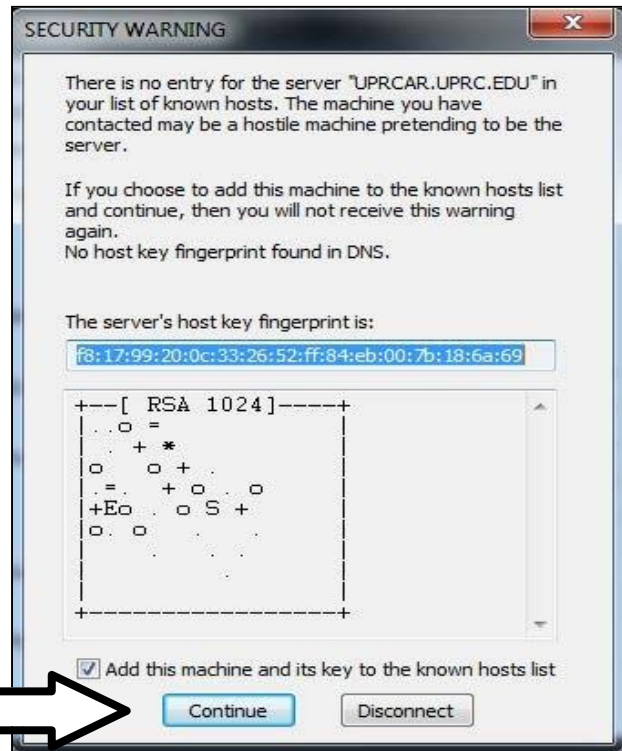 SECURITY WARNING
There is no entry for the server "UPRCAR.UPRC.EDU" in
your list of known hosts. The machine you have
contacted may be a hostile machine pretending to be the
server.
If you choose to add this machine to the known hosts list
and continue, then you will not receive this warning
again.
No host key fingerprint found in DNS.
The server's host key fingerprint is:
f8:17:99:20:0c:33:26:52:ff:84:eb:00:7b:18:6a:69
+--[ RSA 1024]----+
|..o =            |
| . + *           |
|o   o + .        |
|.=.  + o . o     |
|+Eo . o S +      |
|o. o   .   .     |
|     .   . .     |
|          .      |
|                 |
+-----------------+
Add this machine and its key to the known hosts list
Continue Disconnect